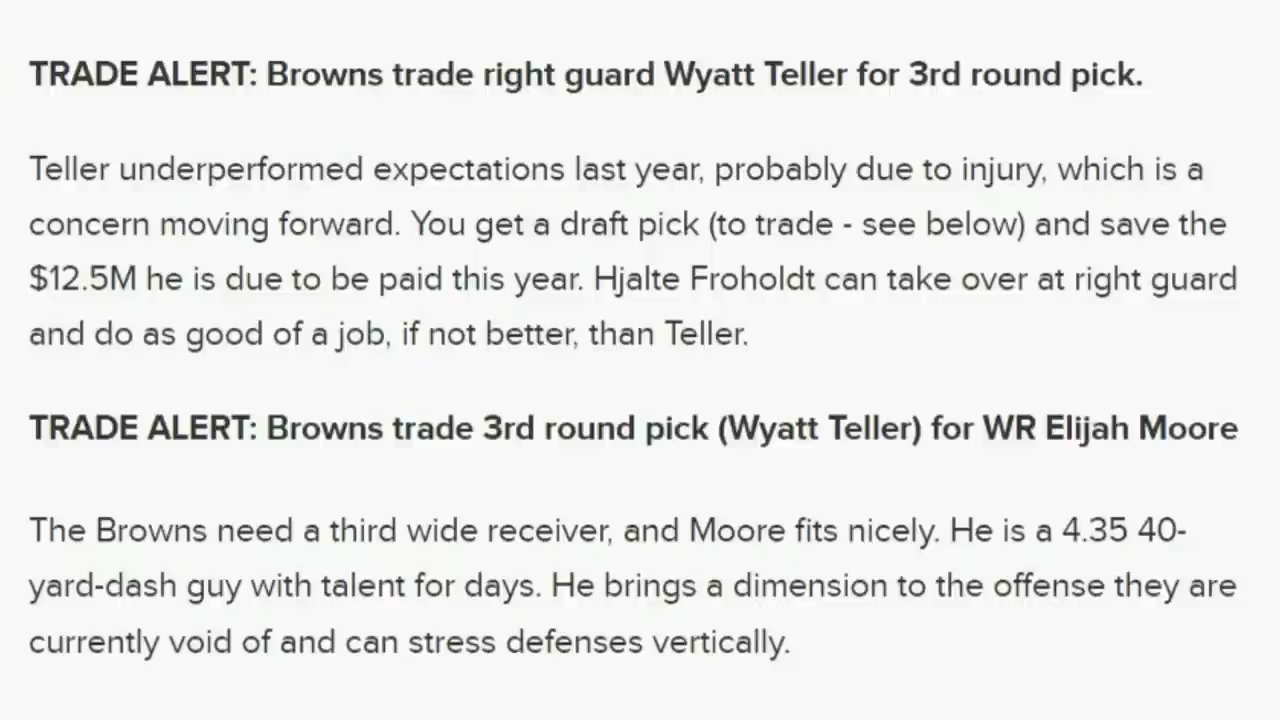 TRADE ALERT: Browns trade right guard Wyatt Teller for 3rd round pick.
Teller underperformed expectations last year, probably due to injury, which is a
concern moving forward. You get a draft pick (to trade - see below) and save the
$12.5M he is due to be paid this year. Hjalte Froholdt can take over at right guard
and do as good of a job, if not better, than Teller.
TRADE ALERT: Browns trade 3rd round pick (Wyatt Teller) for WR Elijah Moore
The Browns need a third wide receiver, and Moore fits nicely. He is a 4.35 40-
yard-dash guy with talent for days. He brings a dimension to the offense they are
currently void of and can stress defenses vertically.